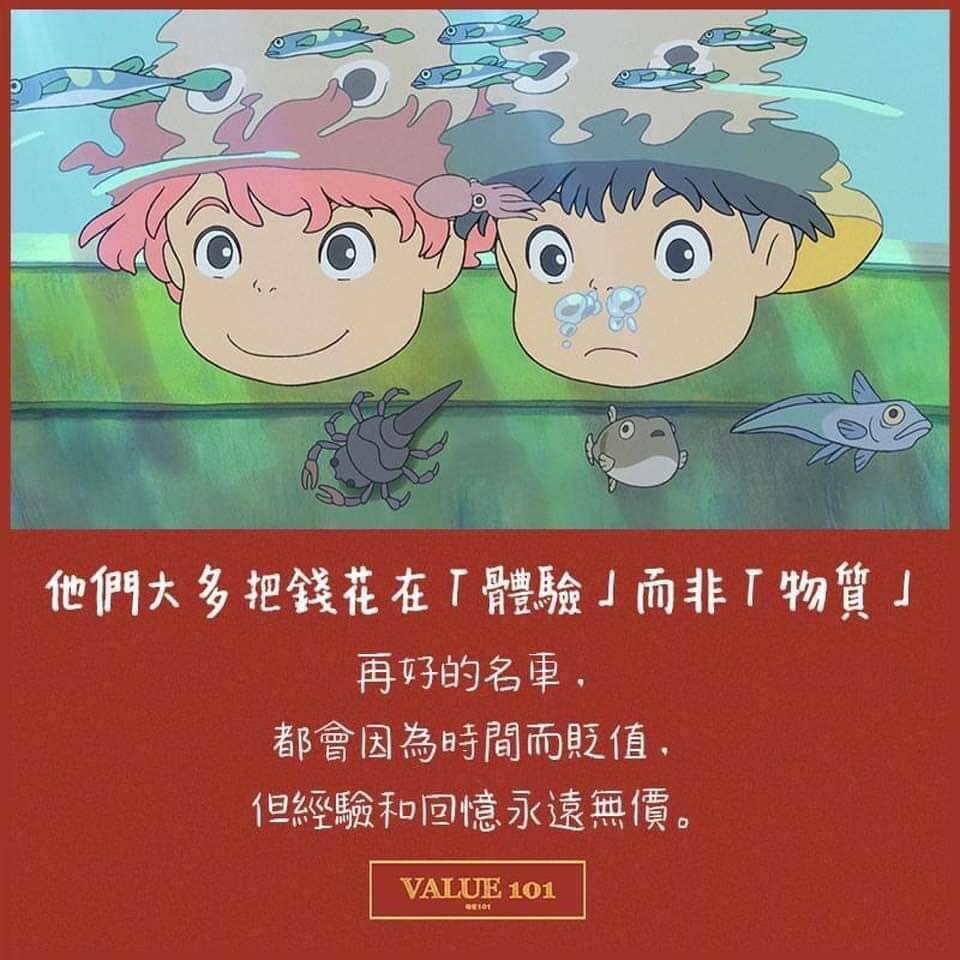 他們大多把錢花在「體驗」而非「物質」
再好的名車，
都會因為時間而貶值，
但經驗和回憶永遠無價。
VALUE 101